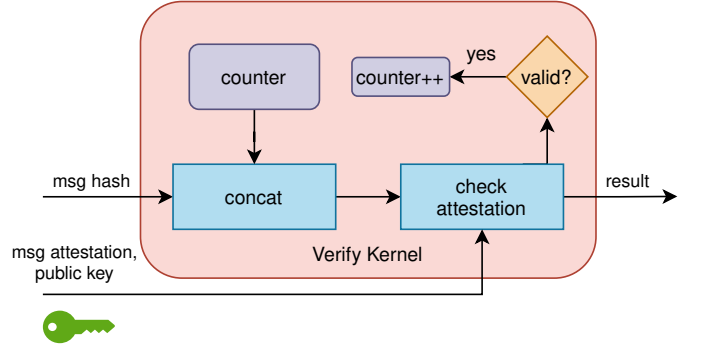 yes
counter
counter++
valid?
msg hash
concat
check
attestation
result
msg attestation,
public key
Verify Kernel